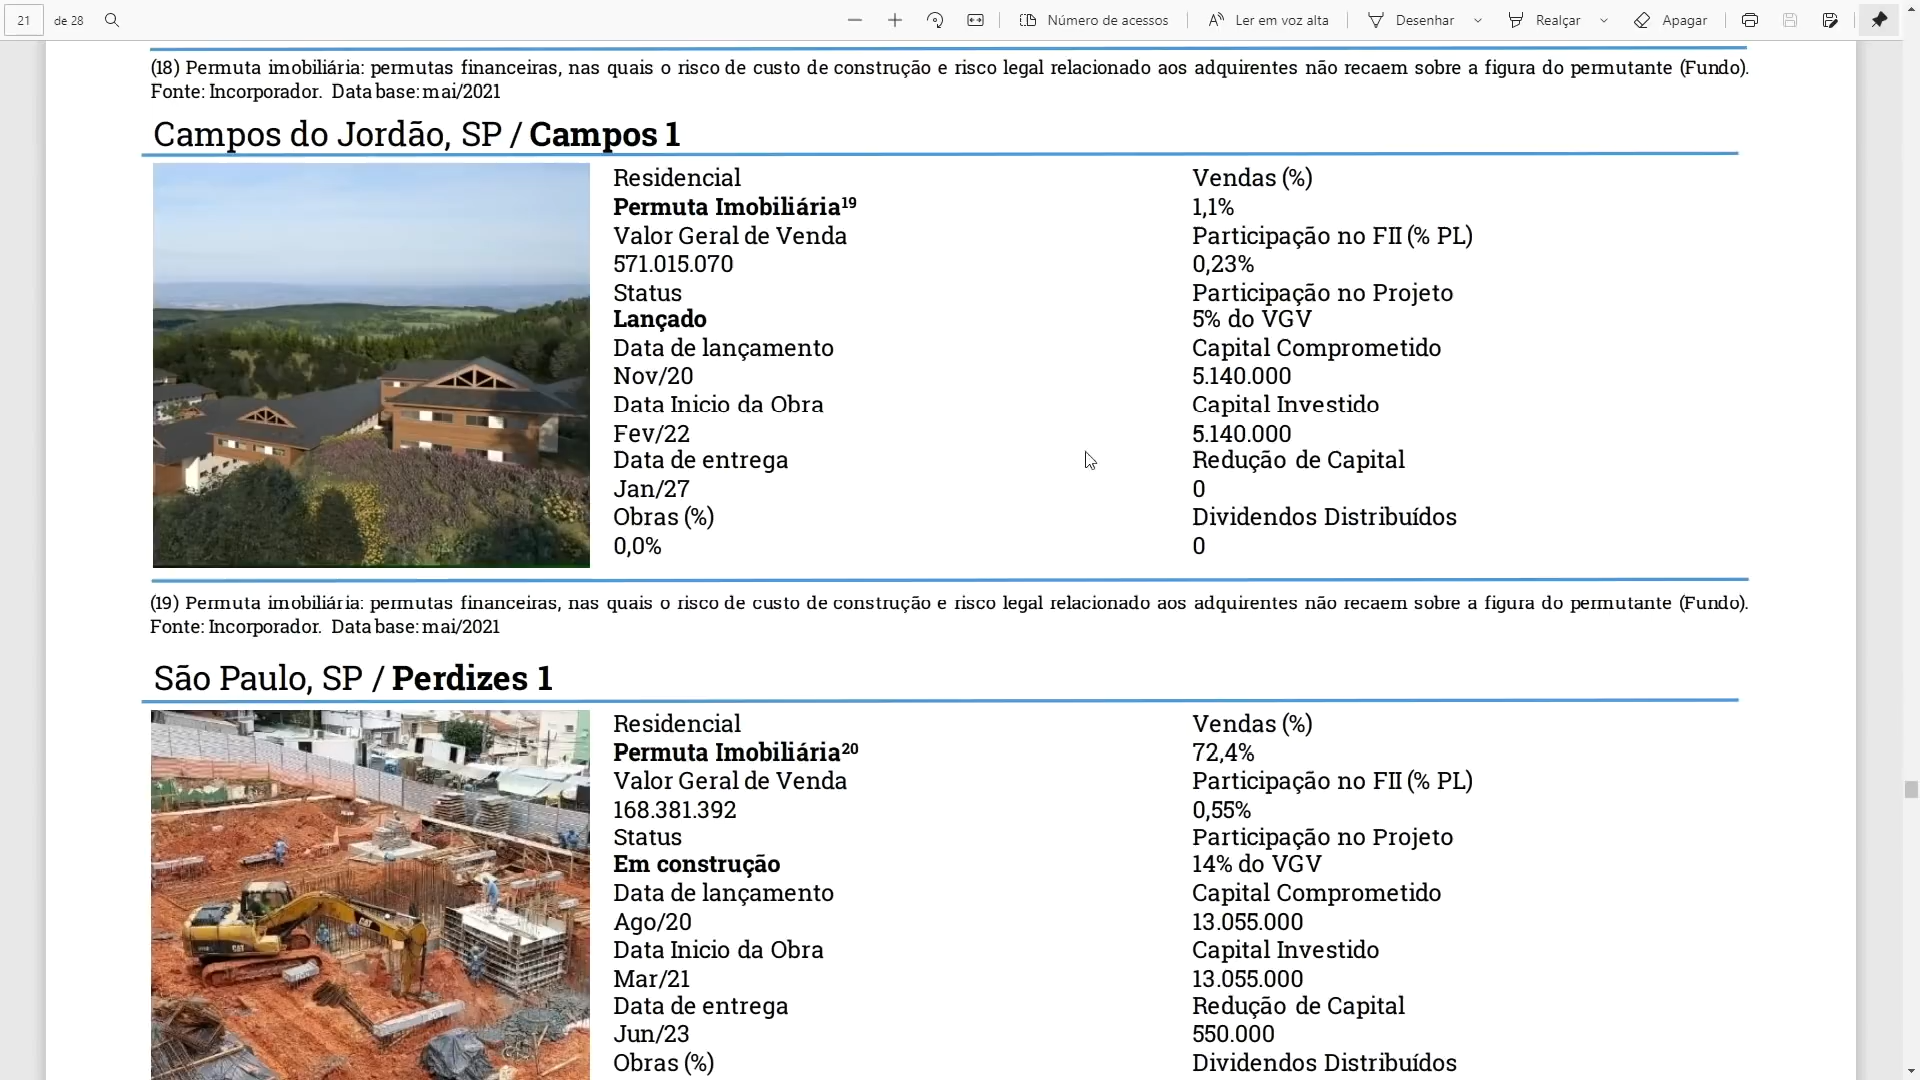 21 de 28 Número de acessos Ler em voz alta Desenhar Realçar Apagar
(18) Permuta imobiliária: permutas financeiras, nas quais o risco de custo de construção e risco legal relacionado aos adquirentes não recaem sobre a figura do permutante (Fundo).
Fonte: Incorporador. Data base: mai/2021
Campos do Jordão, SP / Campos 1
Residencial
Permuta Imobiliária¹⁹
Valor Geral de Venda
571.015.070
Status
Lançado
Data de lançamento
Nov/20
Data Inicio da Obra
Fev/22
Data de entrega
Jan/27
Obras (%)
0,0%
Vendas (%)
1,1%
Participação no FII (% PL)
0,23%
Participação no Projeto
5% do VGV
Capital Comprometido
5.140.000
Capital Investido
5.140.000
Redução de Capital
0
Dividendos Distribuídos
0
(19) Permuta imobiliária: permutas financeiras, nas quais o risco de custo de construção e risco legal relacionado aos adquirentes não recaem sobre a figura do permutante (Fundo).
Fonte: Incorporador. Data base: mai/2021
São Paulo, SP / Perdizes 1
Residencial
Permuta Imobiliária²⁰
Valor Geral de Venda
168.381.392
Status
Em construção
Data de lançamento
Ago/20
Data Inicio da Obra
Mar/21
Data de entrega
Jun/23
Obras (%)
Vendas (%)
72,4%
Participação no FII (% PL)
0,55%
Participação no Projeto
14% do VGV
Capital Comprometido
13.055.000
Capital Investido
13.055.000
Redução de Capital
550.000
Dividendos Distribuídos
CAT
CAT